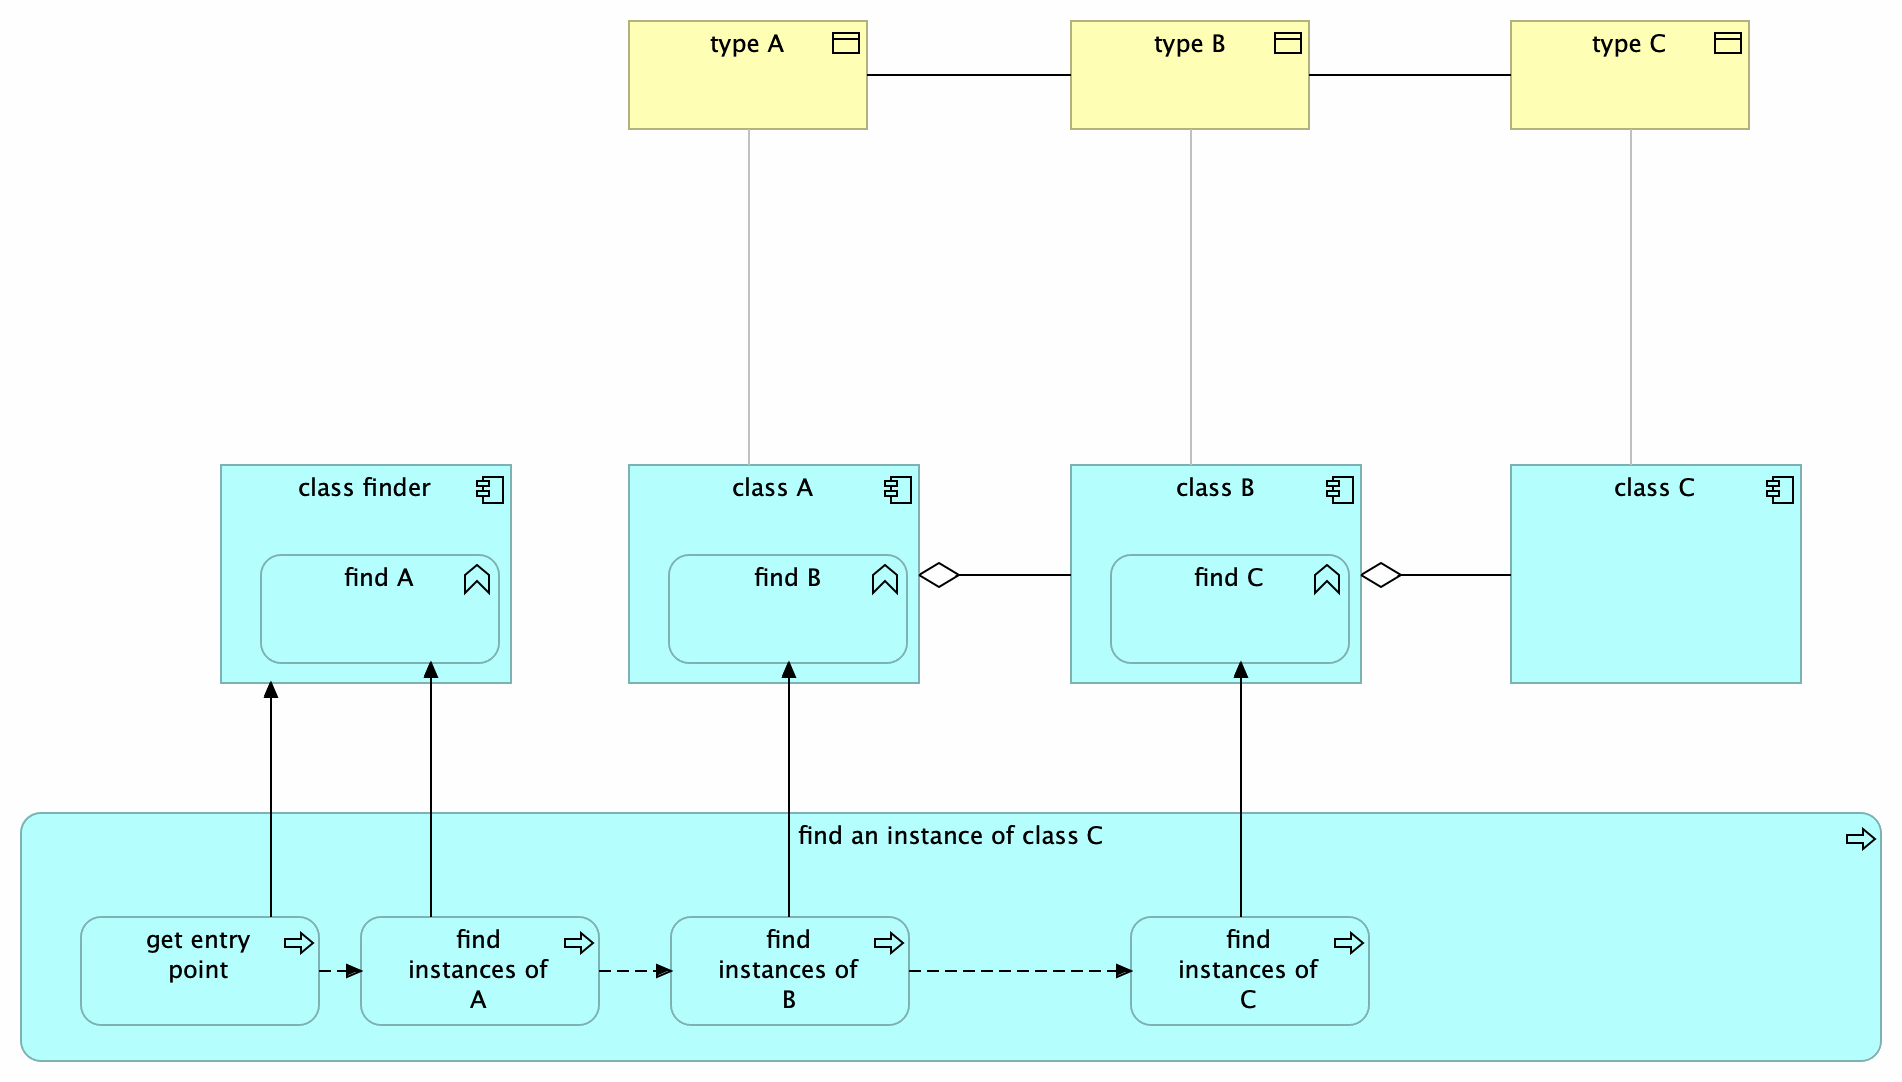 type A
type B
type C
class finder
class A
class B
class C
find A
find B
find C
find an instance of class C
get entry
point
find
instances of
A
find
instances of
B
find
instances of
C